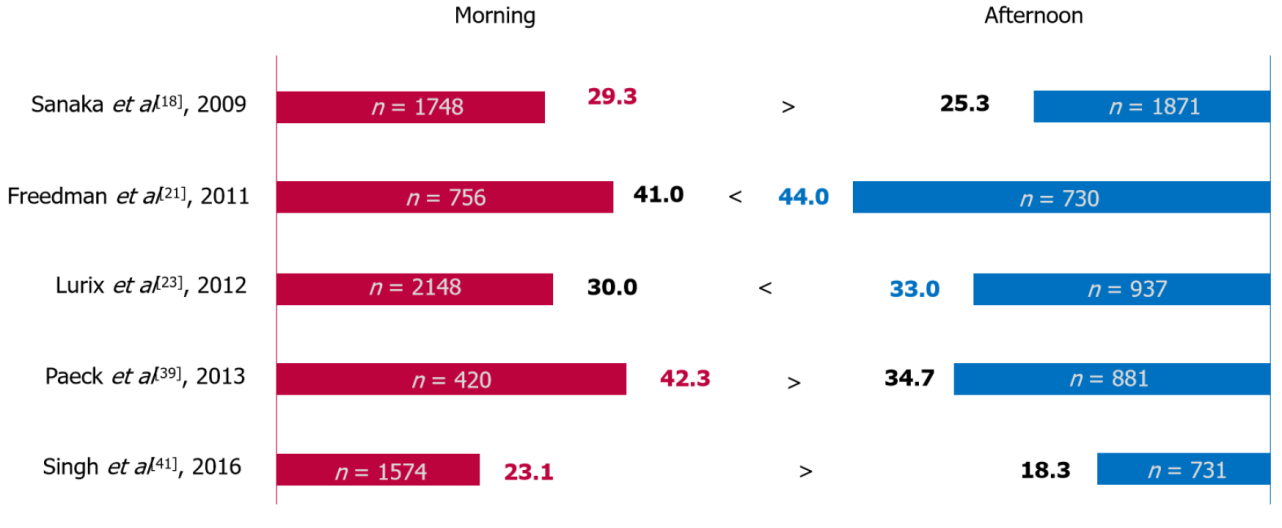 Morning Afternoon
Sanaka et al[18], 2009 n = 1748 29.3 > 25.3 n = 1871
Freedman et al[21], 2011 n = 756 41.0 < 44.0 n = 730
Lurix et al[23], 2012 n = 2148 30.0 < 33.0 n = 937
Paeck et al[39], 2013 n = 420 42.3 > 34.7 n = 881
Singh et al[41], 2016 n = 1574 23.1 > 18.3 n = 731